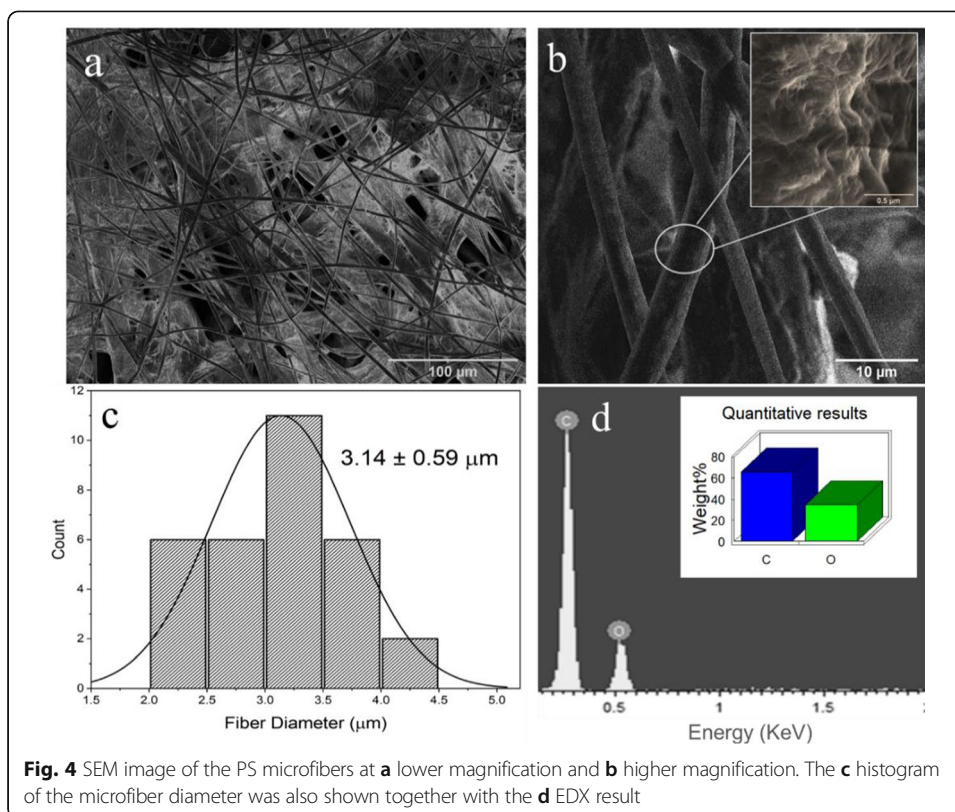 a
100 μm
b
0.5 μm
10 μm
c
3.14 ± 0.59 μm
Count
12
10
8
6
4
2
0
1.5 2.0 2.5 3.0 3.5 4.0 4.5 5.0
Fiber Diameter (μm)
d
C
O
Quantitative results
Weight%
80
60
40
20
0
C O
0.5 1 1.5
Energy (KeV)
Fig. 4 SEM image of the PS microfibers at a lower magnification and b higher magnification. The c histogram
of the microfiber diameter was also shown together with the d EDX result